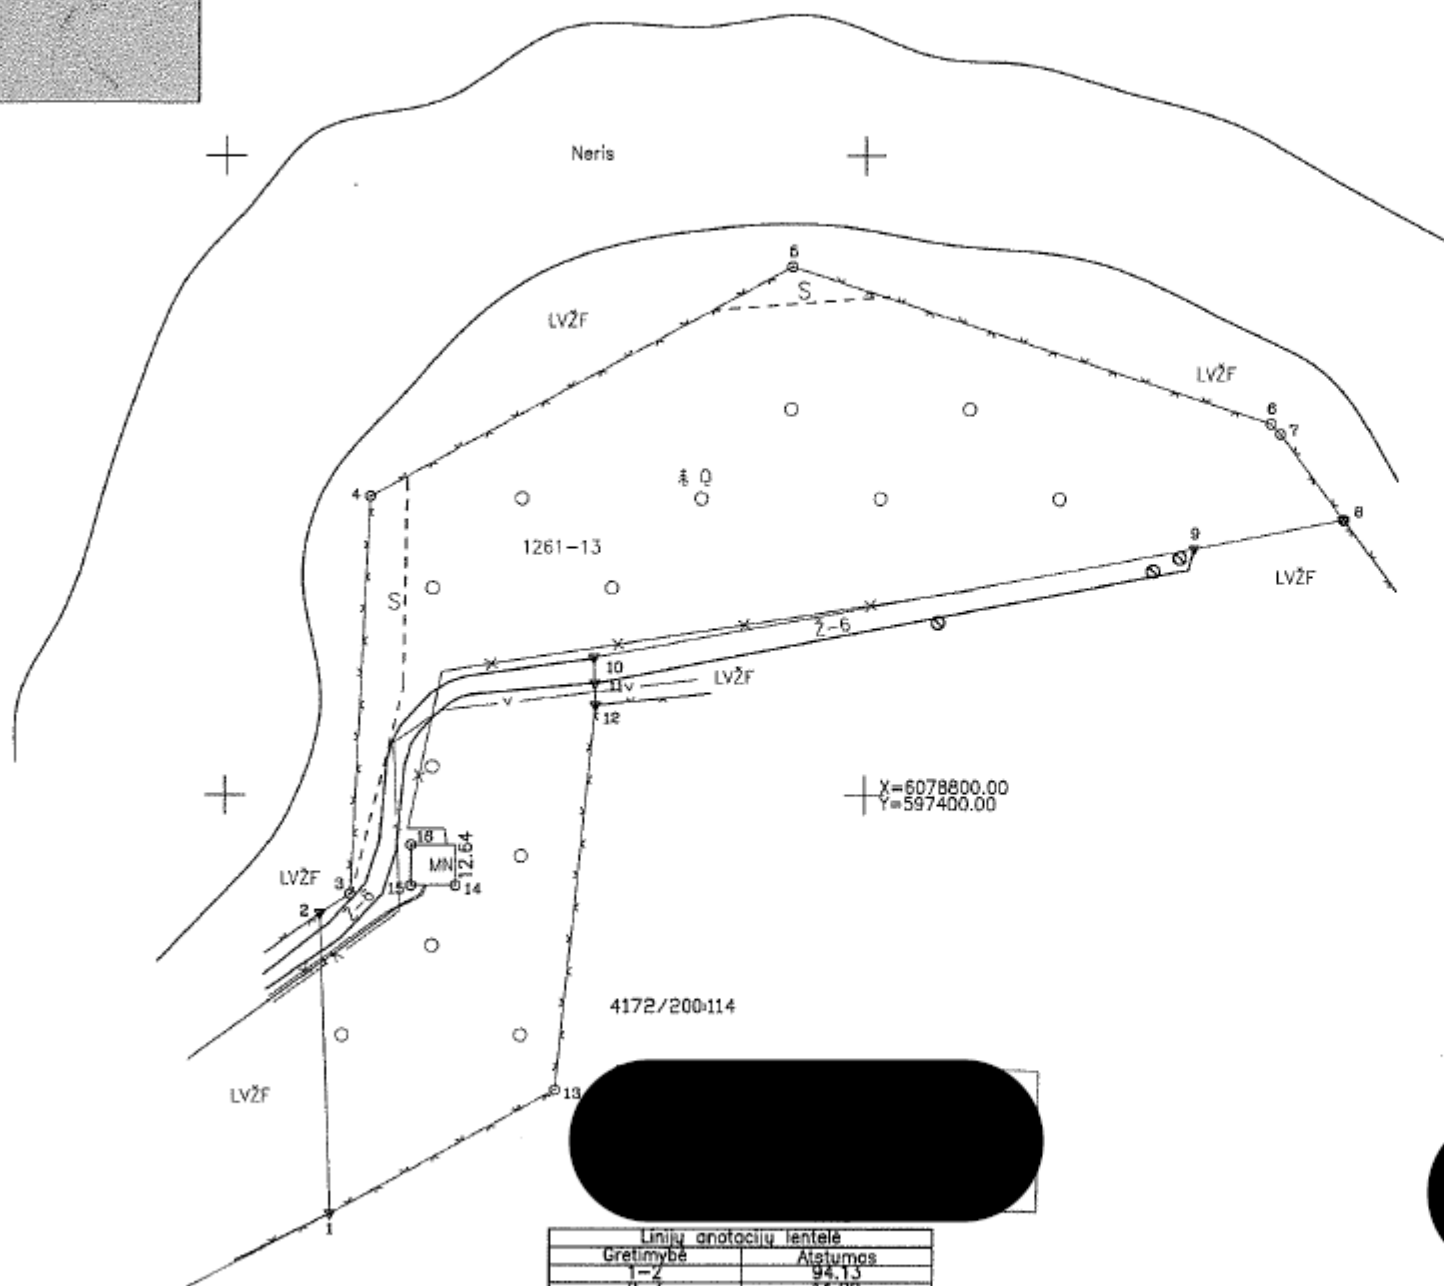 Neris
5
S
LVŽF
LVŽF
6
7
4
Q
8
1261-13
9
LVŽF
S
Z-6
10
11
LVŽF
12
X=6078800.00
Y=597400.00
16
12.64
MN
LVŽF
3
15
14
2
4172/200:114
LVŽF
13
1
Linijų anotacijų lentelė
Gretimybė Atstumas
1-2 94.13